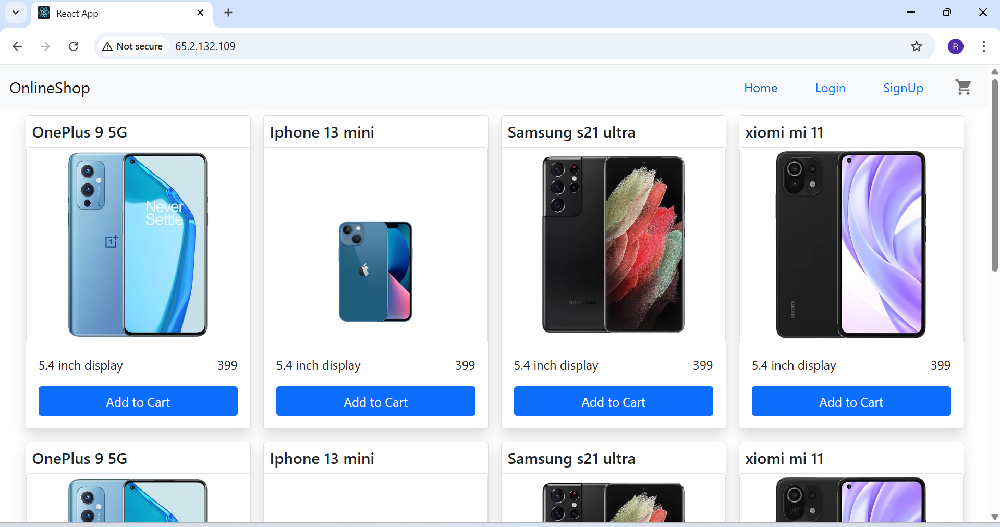 React App
Not secure 65.2.132.109
R
OnlineShop
Home Login SignUp
OnePlus 9 5G
Iphone 13 mini
Samsung s21 ultra
xiomi mi 11
Never
Settle
SAMSUNG
xiaomi
5.4 inch display 399
5.4 inch display 399
5.4 inch display 399
5.4 inch display 399
Add to Cart
Add to Cart
Add to Cart
Add to Cart
OnePlus 9 5G
Iphone 13 mini
Samsung s21 ultra
xiomi mi 11